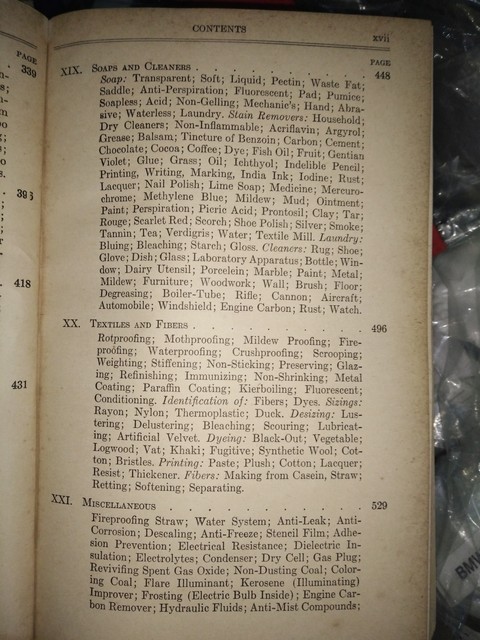 CONTENTS
xvii
PAGE
339
418
431
PAGE
XIX. SOAPS AND CLEANERS . . . . . . . . . 448
Soap: Transparent; Soft; Liquid; Pectin; Waste Fat;
Saddle; Anti-Perspiration; Fluorescent; Pad; Pumice;
Soapless; Acid; Non-Gelling; Mechanic's; Hand; Abra-
sive; Waterless; Laundry. Stain Removers: Household;
Dry Cleaners; Non-Inflammable; Acriflavin; Argyrol;
Grease; Balsam; Tincture of Benzoin; Carbon; Cement;
Chocolate; Cocoa; Coffee; Dye; Fish Oil; Fruit; Gentian
Violet; Glue; Grass; Oil; Ichthyol; Indelible Pencil;
Printing, Writing, Marking, India Ink; Iodine; Rust;
Lacquer; Nail Polish; Lime Soap; Medicine; Mercuro-
chrome; Methylene Blue; Mildew; Mud; Ointment;
Paint; Perspiration; Picric Acid; Prontosil; Clay; Tar;
Rouge; Scarlet Red; Scorch; Shoe Polish; Silver; Smoke;
Tannin; Tea; Verdigris; Water; Textile Mill. Laundry:
Bluing; Bleaching; Starch; Gloss. Cleaners: Rug; Shoe;
Glove; Dish; Glass; Laboratory Apparatus; Bottle; Win-
dow; Dairy Utensil; Porcelein; Marble; Paint; Metal;
Mildew; Furniture; Woodwork; Wall; Brush; Floor;
Degreasing; Boiler-Tube; Rifle; Cannon; Aircraft;
Automobile; Windshield; Engine Carbon; Rust; Watch.
XX. TEXTILES AND FIBERS . . . . . . . . . 496
Rotproofing; Mothproofing; Mildew Proofing; Fire-
proofing; Waterproofing; Crushproofing; Scrooping;
Weighting; Stiffening; Non-Sticking; Preserving; Glaz-
ing; Refinishing; Immunizing; Non-Shrinking; Metal
Coating; Paraffin Coating; Kierboiling; Fluorescent;
Conditioning. Identification of: Fibers; Dyes. Sizings:
Rayon; Nylon; Thermoplastic; Duck. Desizing: Lus-
tering; Delustering; Bleaching; Scouring; Lubricat-
ing; Artificial Velvet. Dyeing: Black-Out; Vegetable;
Logwood; Vat; Khaki; Fugitive; Synthetic Wool; Cot-
ton; Bristles. Printing: Paste; Plush; Cotton; Lacquer;
Resist; Thickener. Fibers: Making from Casein, Straw;
Retting; Softening; Separating.
XXI. MISCELLANEOUS . . . . . . . . . . 529
Fireproofing Straw; Water System; Anti-Leak; Anti-
Corrosion; Descaling; Anti-Freeze; Stencil Film; Adhe-
sion Prevention; Electrical Resistance; Dielectric In-
sulation; Electrolytes; Condenser; Dry Cell; Gas Plug;
Revivifing Spent Gas Oxide; Non-Dusting Coal; Color-
ing Coal; Flare Illuminant; Kerosene (Illuminating)
Improver; Frosting (Electric Bulb Inside); Engine Car-
bon Remover; Hydraulic Fluids; Anti-Mist Compounds;